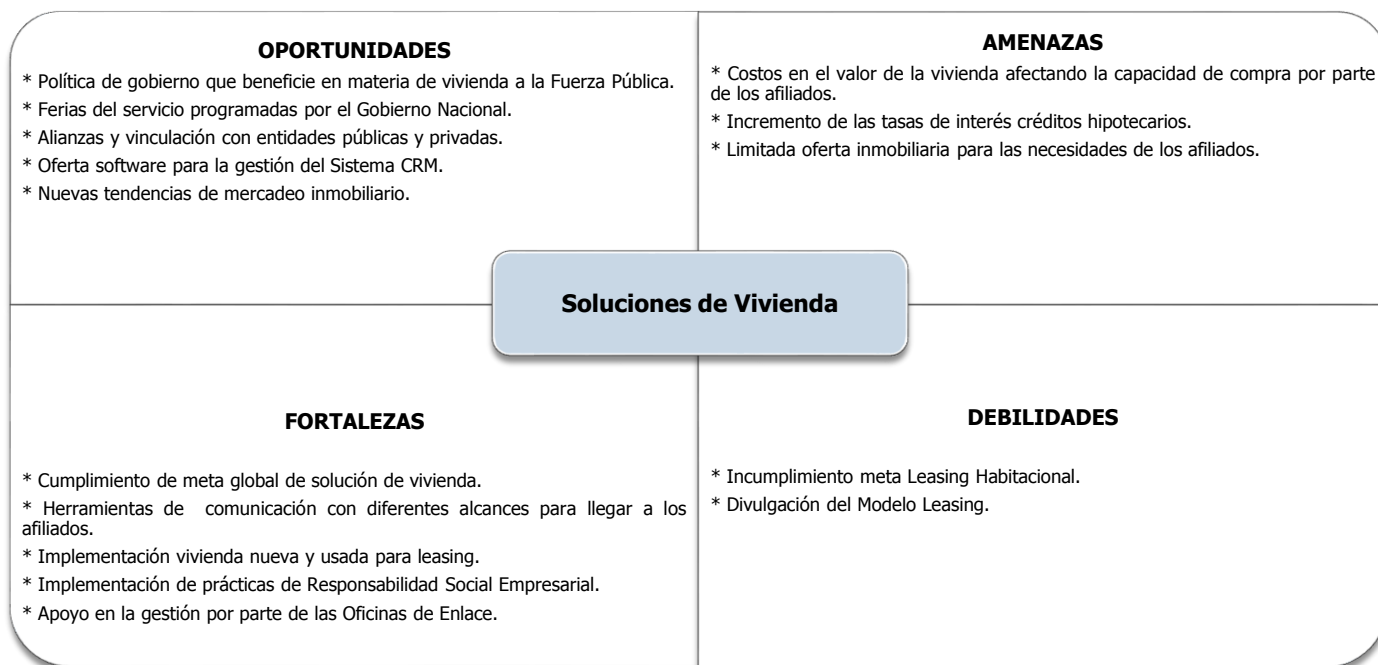 OPORTUNIDADES
* Política de gobierno que beneficie en materia de vivienda a la Fuerza Pública.
* Ferias del servicio programadas por el Gobierno Nacional.
* Alianzas y vinculación con entidades públicas y privadas.
* Oferta software para la gestión del Sistema CRM.
* Nuevas tendencias de mercadeo inmobiliario.
AMENAZAS
* Costos en el valor de la vivienda afectando la capacidad de compra por parte
de los afiliados.
* Incremento de las tasas de interés créditos hipotecarios.
* Limitada oferta inmobiliaria para las necesidades de los afiliados.
Soluciones de Vivienda
FORTALEZAS
* Cumplimiento de meta global de solución de vivienda.
* Herramientas de comunicación con diferentes alcances para llegar a los
afiliados.
* Implementación vivienda nueva y usada para leasing.
* Implementación de prácticas de Responsabilidad Social Empresarial.
* Apoyo en la gestión por parte de las Oficinas de Enlace.
DEBILIDADES
* Incumplimiento meta Leasing Habitacional.
* Divulgación del Modelo Leasing.